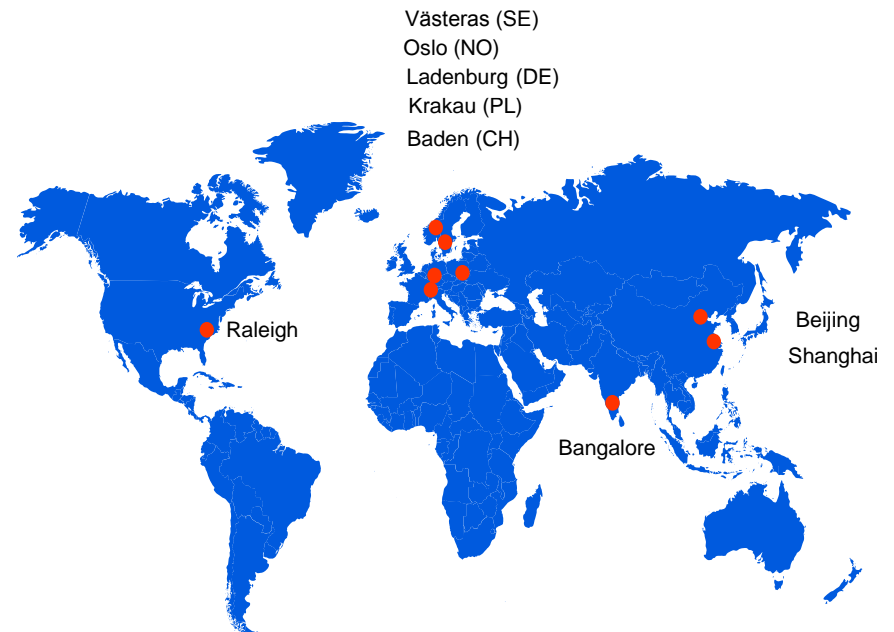 Västeras (SE)
Oslo (NO)
Ladenburg (DE)
Krakau (PL)
Baden (CH)
Raleigh
Beijing
Shanghai
Bangalore